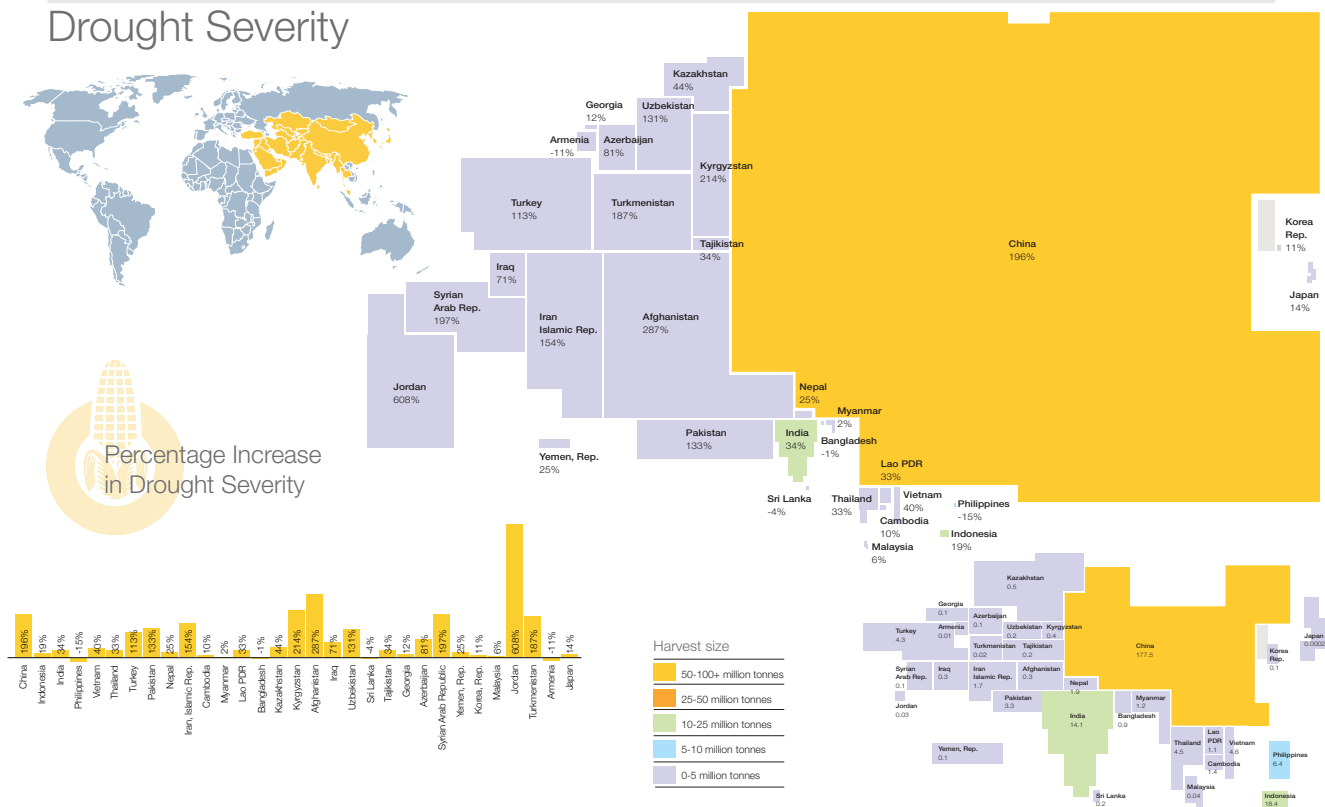 Drought Severity
Kazakhstan
44%
Georgia
12%
Uzbekistan
131%
Armenia
-11%
Azerbaijan
81%
Kyrgyzstan
214%
Turkey
113%
Turkmenistan
187%
Tajikistan
34%
China
196%
Korea
Rep.
11%
Japan
14%
Iraq
71%
Syrian
Arab Rep.
197%
Iran
Islamic Rep.
154%
Afghanistan
287%
Jordan
608%
Nepal
25%
Myanmar
2%
Pakistan
133%
India
34%
Bangladesh
-1%
Yemen, Rep.
25%
Lao PDR
33%
Sri Lanka
-4%
Thailand
33%
Vietnam
40%
Philippines
-15%
Cambodia
10%
Indonesia
19%
Malaysia
6%
Percentage Increase
in Drought Severity
196%
19%
34%
-15%
40%
33%
113%
133%
25%
154%
10%
2%
33%
-1%
44%
214%
287%
71%
131%
-4%
34%
12%
81%
197%
25%
11%
6%
608%
187%
-11%
14%
China
Indonesia
India
Philippines
Vietnam
Thailand
Turkey
Pakistan
Nepal
Iran, Islamic Rep.
Cambodia
Myanmar
Lao PDR
Bangladesh
Kazakhstan
Kyrgyzstan
Afghanistan
Iraq
Uzbekistan
Sri Lanka
Tajikistan
Georgia
Azerbaijan
Syrian Arab Republic
Yemen, Rep.
Korea, Rep.
Malaysia
Jordan
Turkmenistan
Armenia
Japan
Harvest size
50-100+ million tonnes
25-50 million tonnes
10-25 million tonnes
5-10 million tonnes
0-5 million tonnes
Kazakhstan
0.5
Georgia
0.1
Azerbaijan
0.1
Turkey
4.3
Armenia
0.01
Uzbekistan
0.2
Kyrgyzstan
0.4
Turkmenistan
0.02
Tajikistan
0.2
China
177.5
Korea
Rep.
0.1
Japan
0.0002
Syrian
Arab Rep.
0.1
Iraq
0.3
Iran
Islamic Rep.
1.7
Afghanistan
0.3
Nepal
1.9
Jordan
0.03
Pakistan
3.3
India
14.1
Myanmar
1.2
Bangladesh
0.9
Yemen, Rep.
0.1
Thailand
4.5
Lao
PDR
1.1
Vietnam
4.6
Cambodia
1.4
Philippines
6.4
Malaysia
0.04
Sri Lanka
0.2
Indonesia
18.4